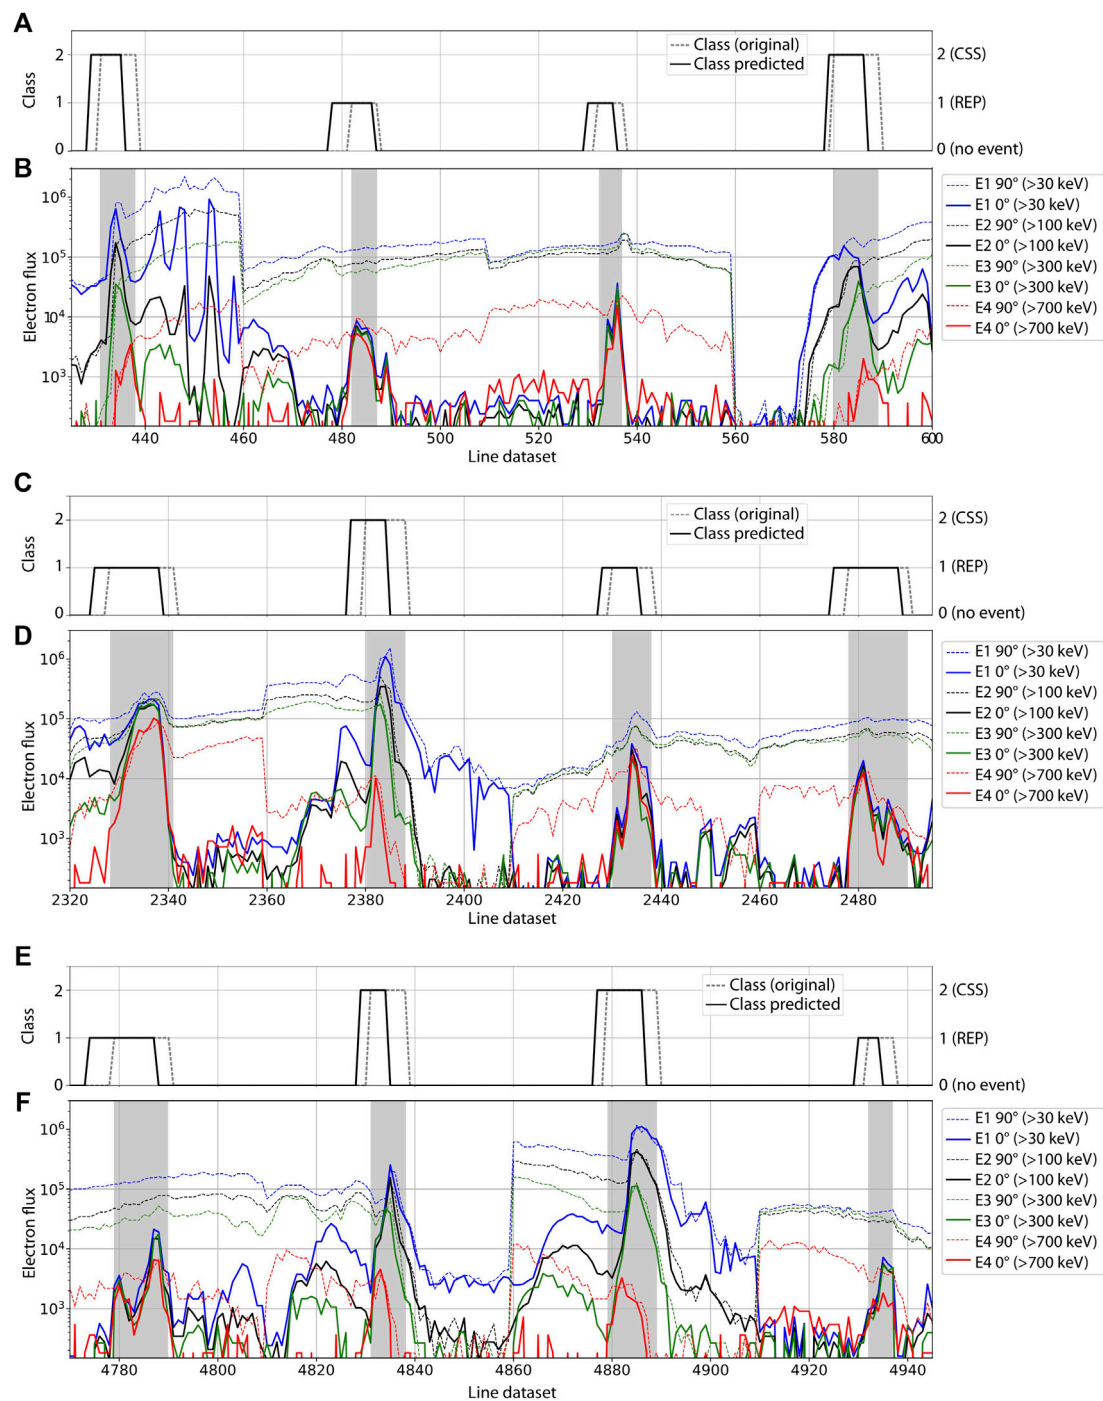 A
Class (original)
Class predicted
Class
2
1
0
2 (CSS)
1 (REP)
0 (no event)
B
Electron flux
10⁶
10⁵
10⁴
10³
440 460 480 500 520 540 560 580 600
Line dataset
E1 90° (>30 keV)
E1 0° (>30 keV)
E2 90° (>100 keV)
E2 0° (>100 keV)
E3 90° (>300 keV)
E3 0° (>300 keV)
E4 90° (>700 keV)
E4 0° (>700 keV)
C
Class (original)
Class predicted
Class
2
1
0
2 (CSS)
1 (REP)
0 (no event)
D
Electron flux
10⁶
10⁵
10⁴
10³
2320 2340 2360 2380 2400 2420 2440 2460 2480
Line dataset
E1 90° (>30 keV)
E1 0° (>30 keV)
E2 90° (>100 keV)
E2 0° (>100 keV)
E3 90° (>300 keV)
E3 0° (>300 keV)
E4 90° (>700 keV)
E4 0° (>700 keV)
E
Class (original)
Class predicted
Class
2
1
0
2 (CSS)
1 (REP)
0 (no event)
F
Electron flux
10⁶
10⁵
10⁴
10³
4780 4800 4820 4840 4860 4880 4900 4920 4940
Line dataset
E1 90° (>30 keV)
E1 0° (>30 keV)
E2 90° (>100 keV)
E2 0° (>100 keV)
E3 90° (>300 keV)
E3 0° (>300 keV)
E4 90° (>700 keV)
E4 0° (>700 keV)